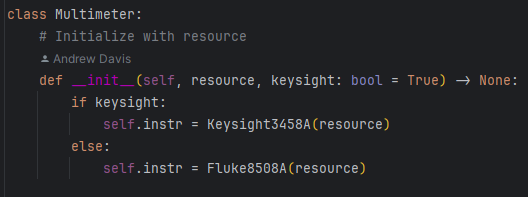 class Multimeter:
    # Initialize with resource
    Andrew Davis
    def __init__(self, resource, keysight: bool = True) -> None:
        if keysight:
            self.instr = Keysight3458A(resource)
        else:
            self.instr = Fluke8508A(resource)